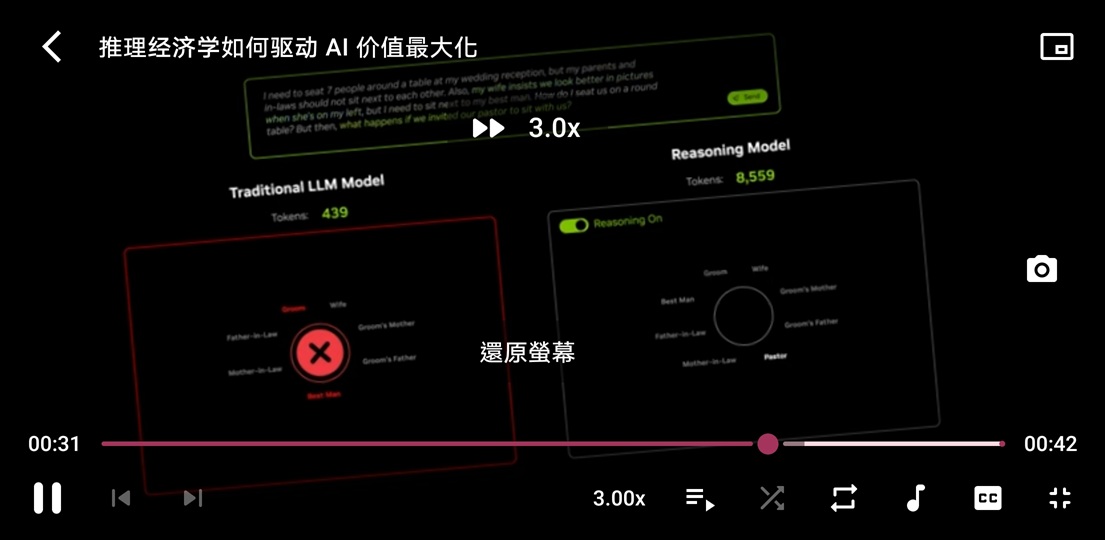 推理经济学如何驱动 AI 价值最大化
I need to seat 7 people around a table at my wedding reception, but my parents and
in-laws should not sit next to each other. Also, my wife insists we look better in pictures
when she's on my left, but I need to sit next to my best man. How do I seat us on a round
table? But then, what happens if we invited our pastor to sit with us?
Send
3.0x
Traditional LLM Model
Tokens: 439
Reasoning Model
Tokens: 8,559
Reasoning On
Groom
Wife
Father-in-Law
Groom's Mother
Mother-in-Law
Groom's Father
Best Man
Groom
Wife
Best Man
Groom's Mother
Father-in-Law
Groom's Father
Mother-in-Law
Pastor
還原螢幕
00:31
00:42
3.00x
CC